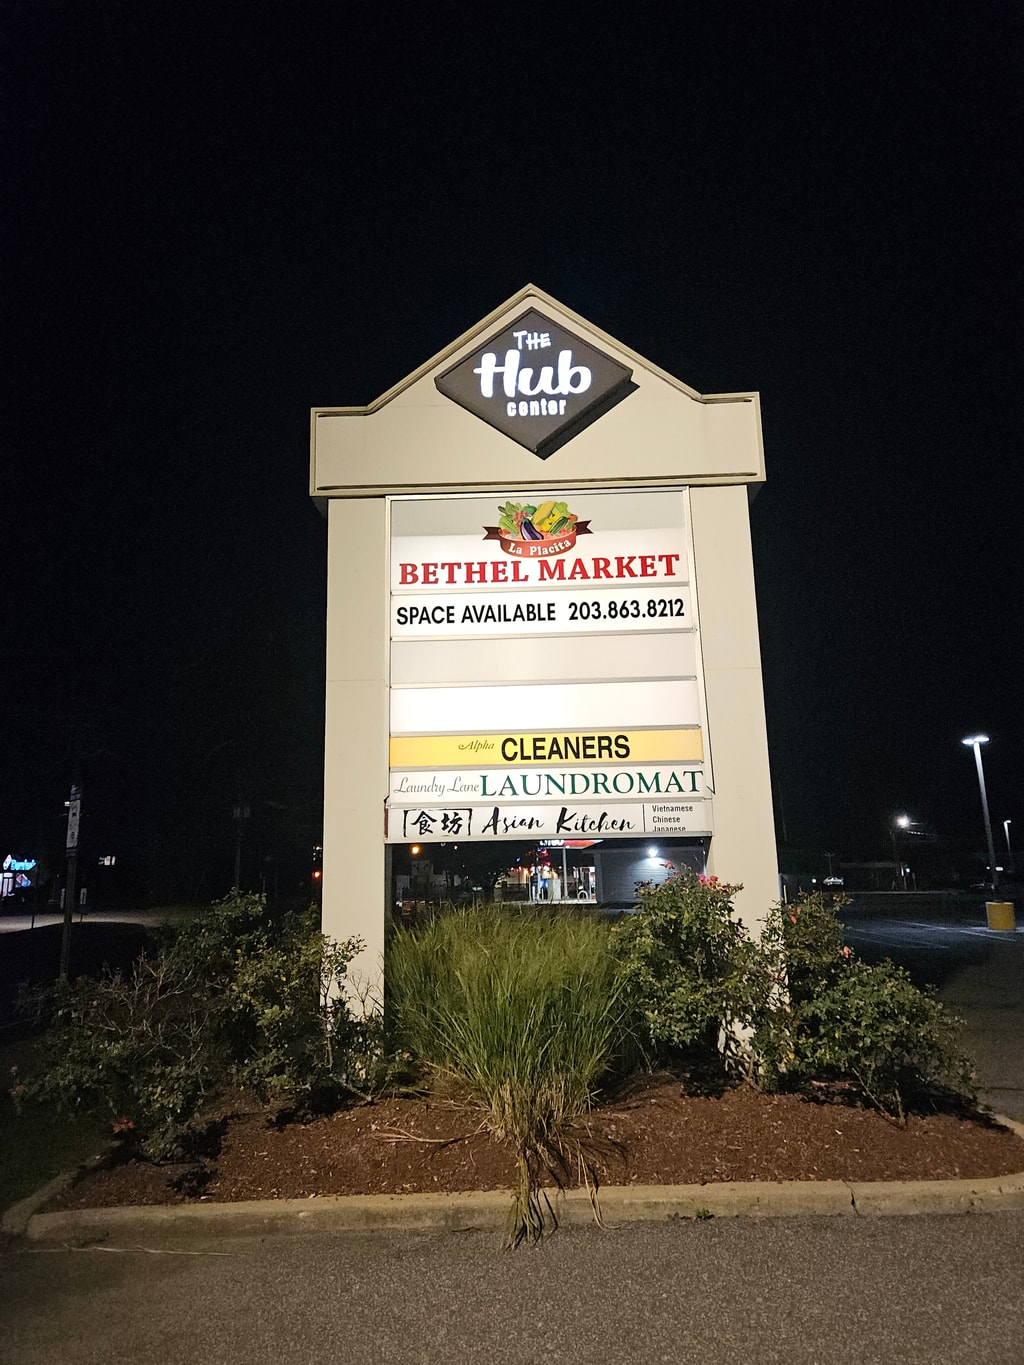 THE
Hub
center
La Placita
BETHEL MARKET
SPACE AVAILABLE 203.863.8212
Alpha CLEANERS
Laundry Lane LAUNDROMAT
食坊 Asian Kitchen
Vietnamese
Chinese
Japanese